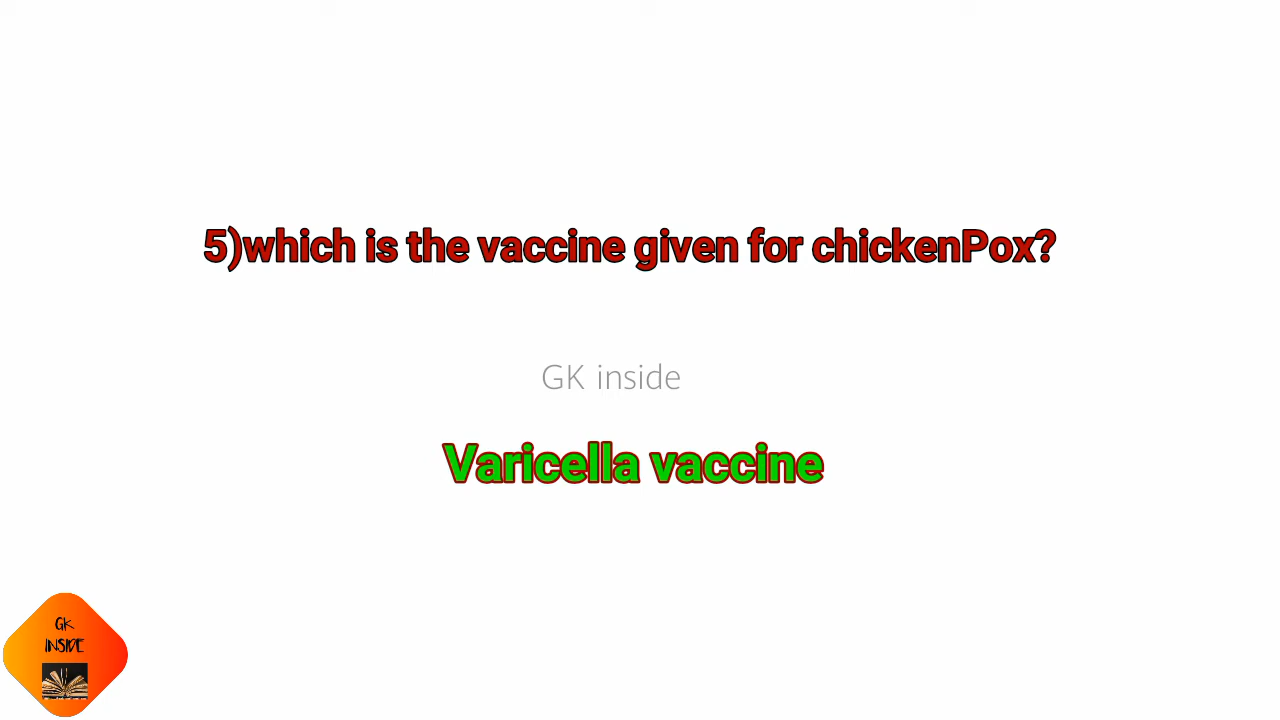 5)which is the vaccine given for chickenPox?
GK inside
Varicella vaccine
GK
INSIDE